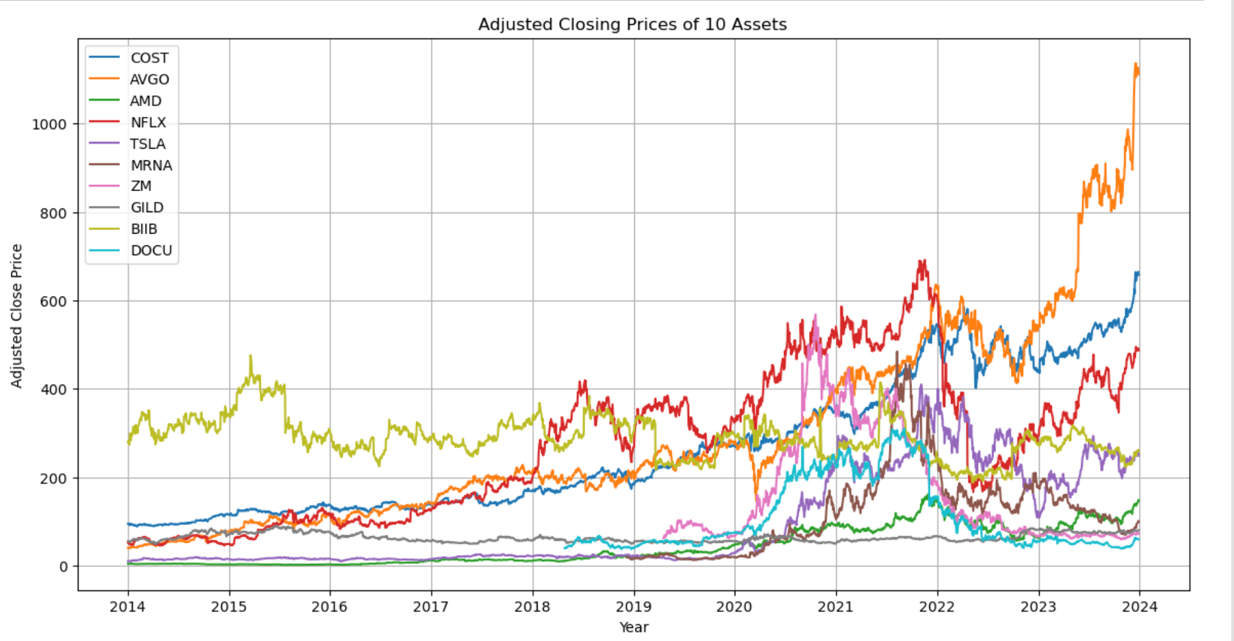 Adjusted Closing Prices of 10 Assets
COST
AVGO
AMD
NFLX
TSLA
MRNA
ZM
GILD
BIIB
DOCU
Adjusted Close Price
1000
800
600
400
200
0
2014 2015 2016 2017 2018 2019 2020 2021 2022 2023 2024
Year